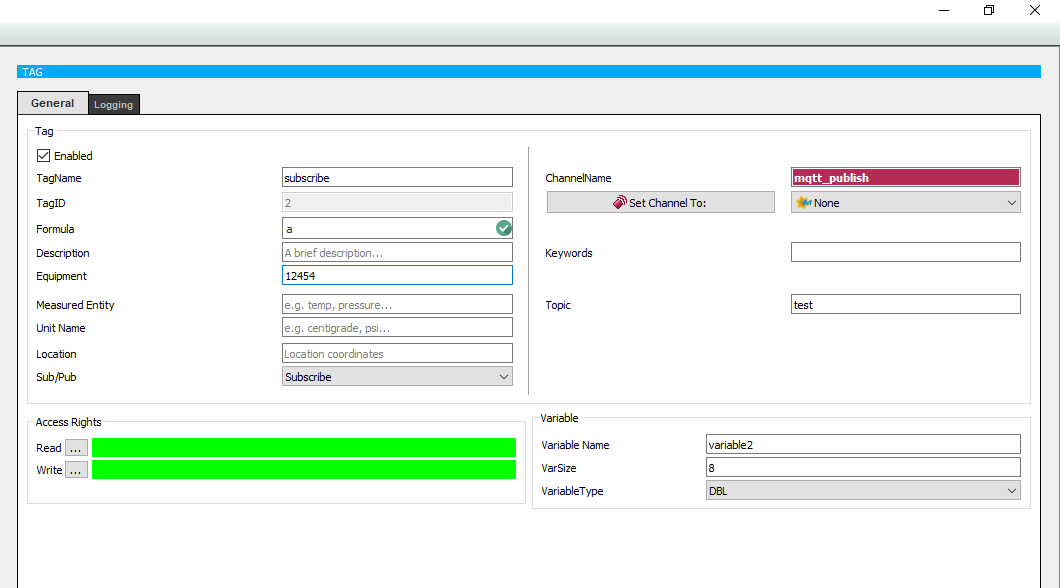 TAG
General Logging
Tag
Enabled
TagName subscribe
TagID 2
Formula a
Description A brief description...
Equipment 12454
Measured Entity e.g. temp, pressure...
Unit Name e.g. centigrade, psi...
Location Location coordinates
Sub/Pub Subscribe
ChannelName mqtt_publish
Set Channel To: None
Keywords
Topic test
Access Rights
Read ...
Write ...
Variable
Variable Name variable2
VarSize 8
VariableType DBL